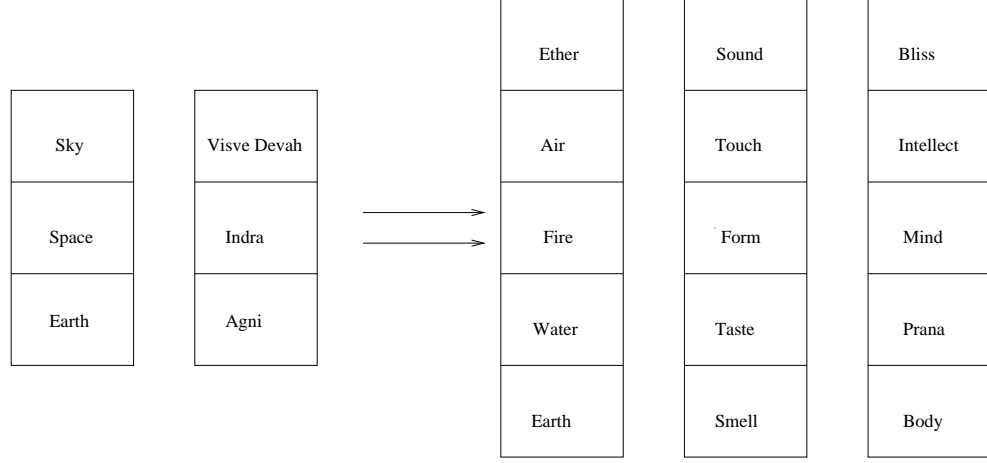 Ether Sound Bliss
Sky Visve Devah Air Touch Intellect
Space Indra Fire Form Mind
Earth Agni Water Taste Prana
Earth Smell Body